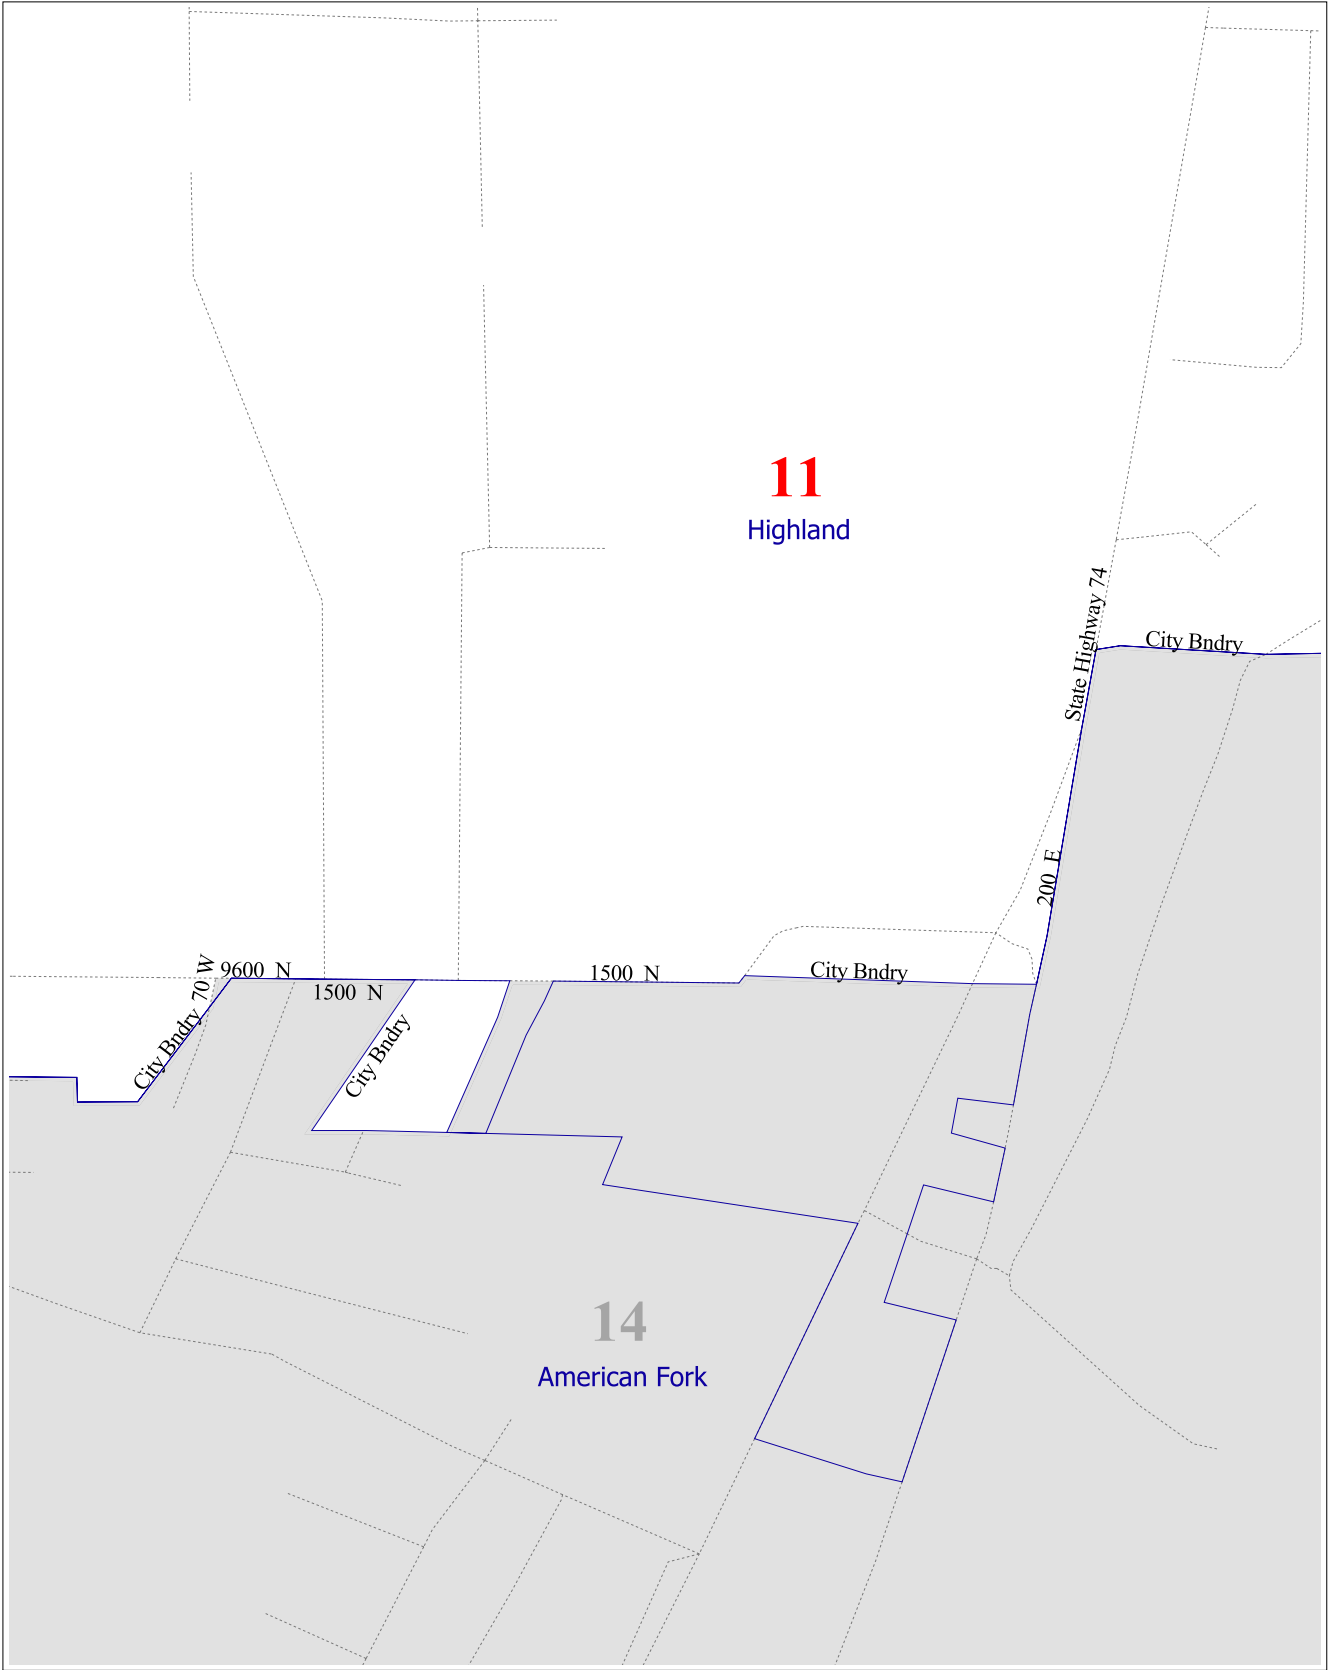 11
Highland
State Highway 74
City Bndry
200 E
70 W
9600 N
1500 N
1500 N
City Bndry
City Bndry
City Bndry
14
American Fork